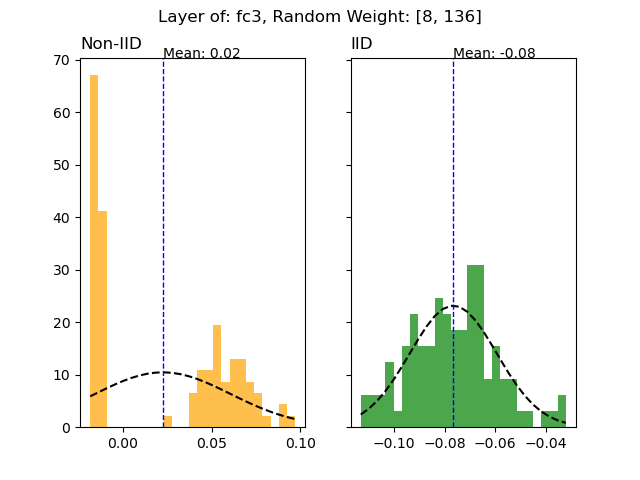 Layer of: fc3, Random Weight: [8, 136]
Non-IID
IID
Mean: 0.02
Mean: -0.08
70
60
50
40
30
20
10
0
0.00 0.05 0.10
−0.10 −0.08 −0.06 −0.04